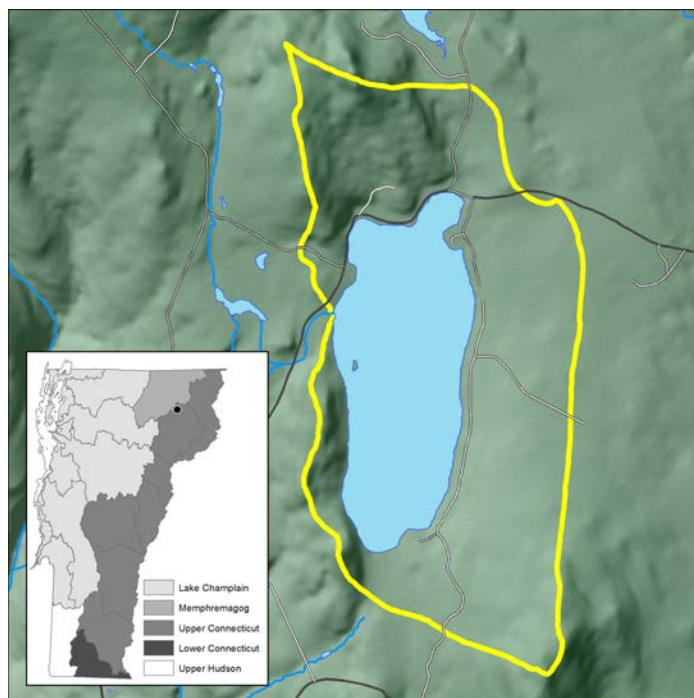 Lake Champlain
Memphremagog
Upper Connecticut
Lower Connecticut
Upper Hudson